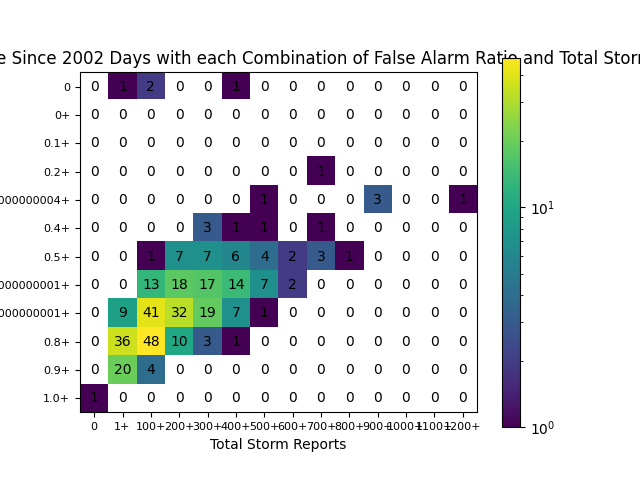 e Since 2002 Days with each Combination of False Alarm Ratio and Total Storm
0 0 1 2 0 0 1 0 0 0 0 0 0 0 0
0+ 0 0 0 0 0 0 0 0 0 0 0 0 0 0
0.1+ 0 0 0 0 0 0 0 0 0 0 0 0 0 0
0.2+ 0 0 0 0 0 0 0 0 1 0 0 0 0 0
000000004+ 0 0 0 0 0 0 1 0 0 0 3 0 0 1
0.4+ 0 0 0 0 3 1 1 0 1 0 0 0 0 0
0.5+ 0 0 1 7 7 6 4 2 3 1 0 0 0 0
000000001+ 0 0 13 18 17 14 7 2 0 0 0 0 0 0
000000001+ 0 9 41 32 19 7 1 0 0 0 0 0 0 0
0.8+ 0 36 48 10 3 1 0 0 0 0 0 0 0 0
0.9+ 0 20 4 0 0 0 0 0 0 0 0 0 0 0
1.0+ 1 0 0 0 0 0 0 0 0 0 0 0 0 0
0 1+ 100+ 200+ 300+ 400+ 500+ 600+ 700+ 800+ 900+ 1000+ 1100+ 1200+
Total Storm Reports
10¹
10⁰